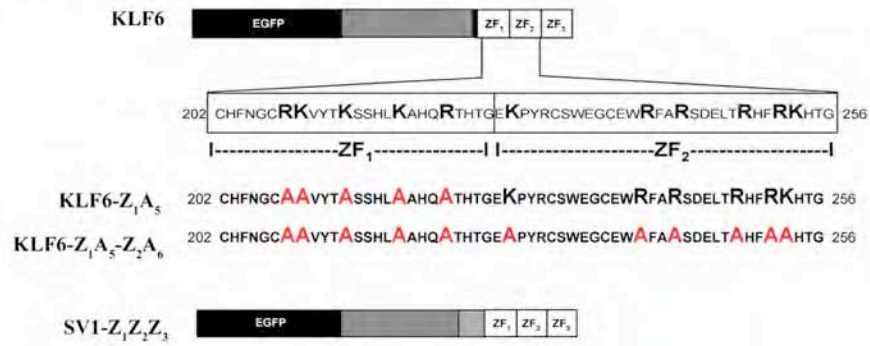 KLF6 EGFP ZF₁ ZF₂ ZF₃
202 CHFNGCRKVYTKSSHLKAHQRTHTGEKPYRCSWEGCEWRFARSDELTRHFRKHTG 256
I----------------ZF₁---------------I I------------------ZF₂------------------I
KLF6-Z₁A₅ 202 CHFNGCAAVYTASSHLAAHQATHTGEKPYRCSWEGCEWRFARSDELTRHFRKHTG 256
KLF6-Z₁A₅-Z₂A₆ 202 CHFNGCAAVYTASSHLAAHQATHTGEAPYRCSWEGCEWAFAASDELTAHFAAHTG 256
SV1-Z₁Z₂Z₃ EGFP ZF₁ ZF₂ ZF₃